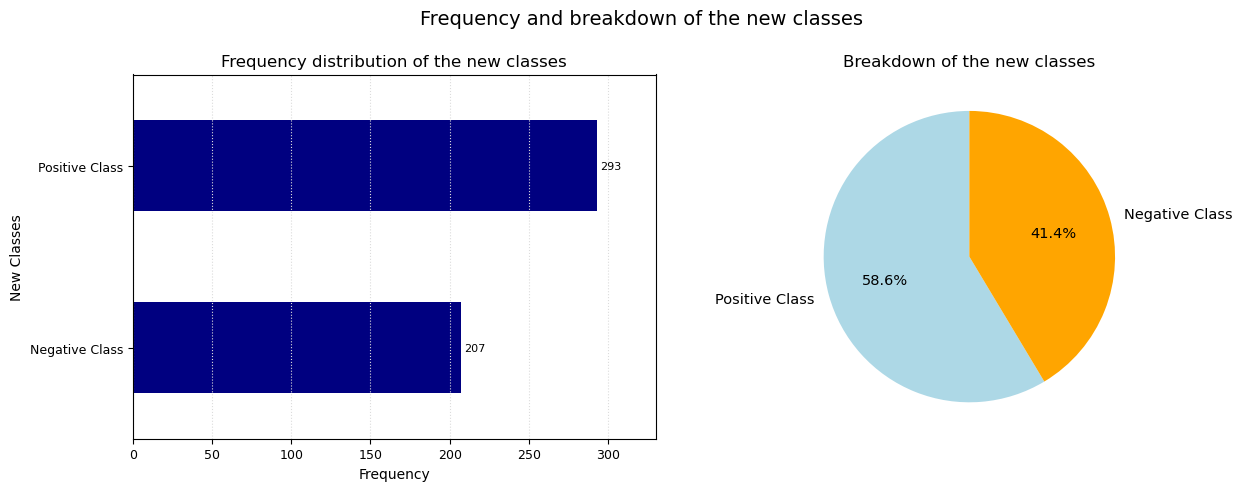 Frequency and breakdown of the new classes
Frequency distribution of the new classes
New Classes
Positive Class
293
Negative Class
207
0 50 100 150 200 250 300
Frequency
Breakdown of the new classes
Negative Class
41.4%
58.6%
Positive Class